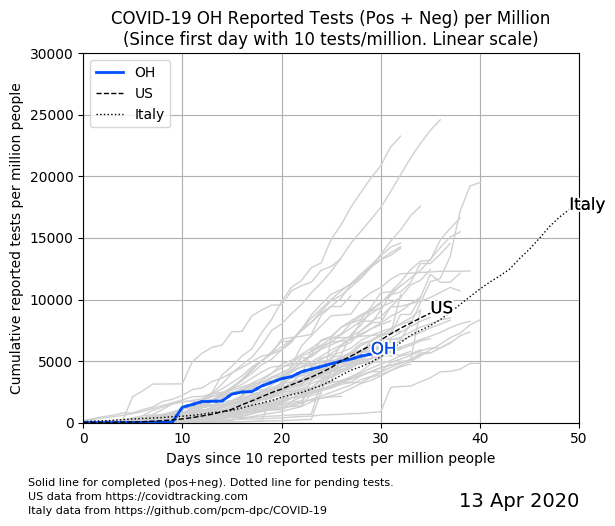 COVID-19 OH Reported Tests (Pos + Neg) per Million
(Since first day with 10 tests/million. Linear scale)
Cumulative reported tests per million people
30000
25000
20000
15000
10000
5000
0
OH
US
Italy
Italy
US
OH
0 10 20 30 40 50
Days since 10 reported tests per million people
Solid line for completed (pos+neg). Dotted line for pending tests.
US data from https://covidtracking.com
Italy data from https://github.com/pcm-dpc/COVID-19
13 Apr 2020